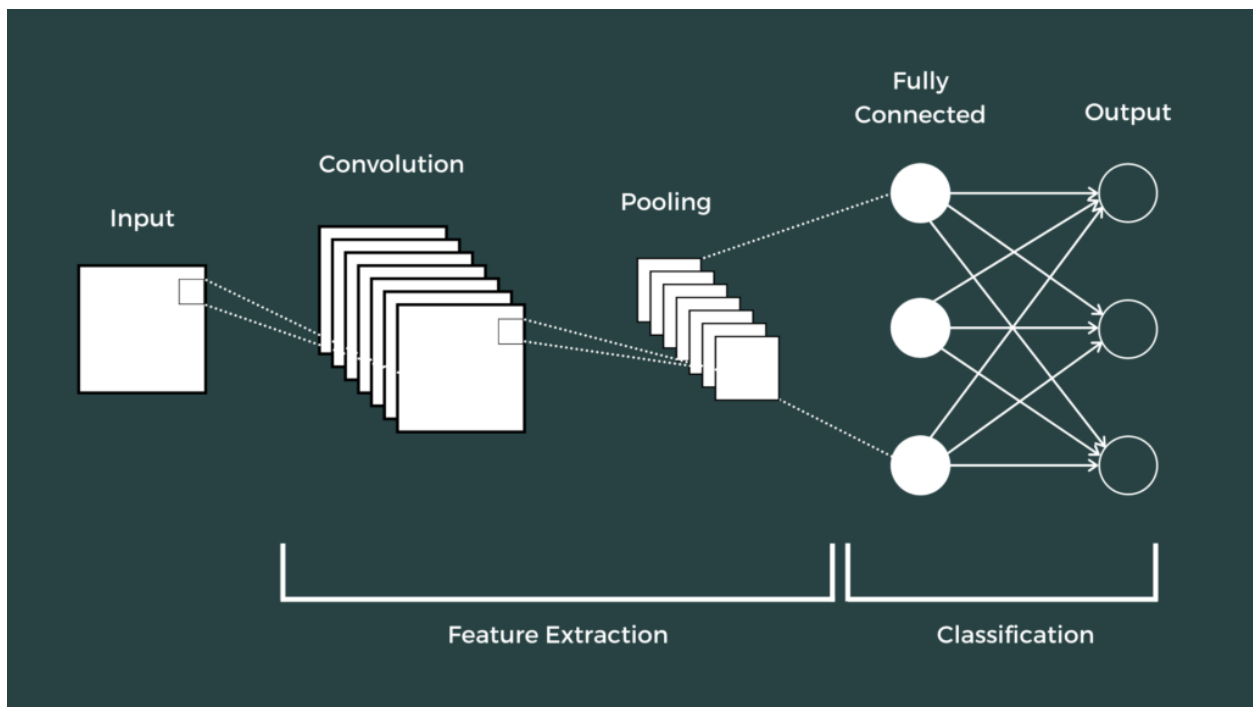 Input
Convolution
Pooling
Fully
Connected
Output
Feature Extraction
Classification